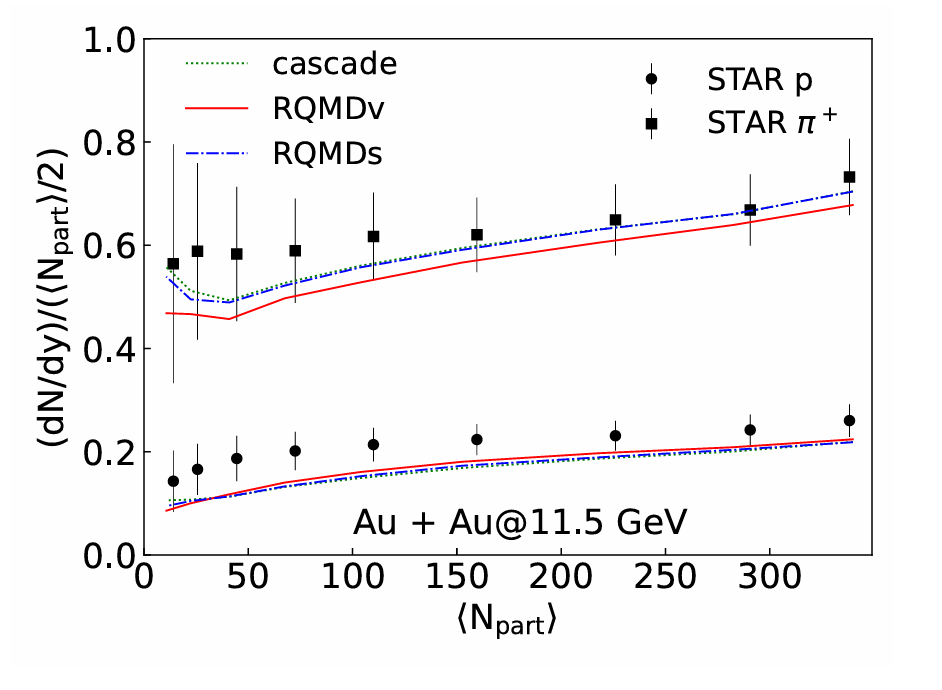 1.0
0.8
0.6
0.4
0.2
0.0
(dN/dy)/(⟨N_part⟩/2)
cascade
RQMDv
RQMDs
STAR p
STAR π⁺
Au + Au@11.5 GeV
0 50 100 150 200 250 300
⟨N_part⟩